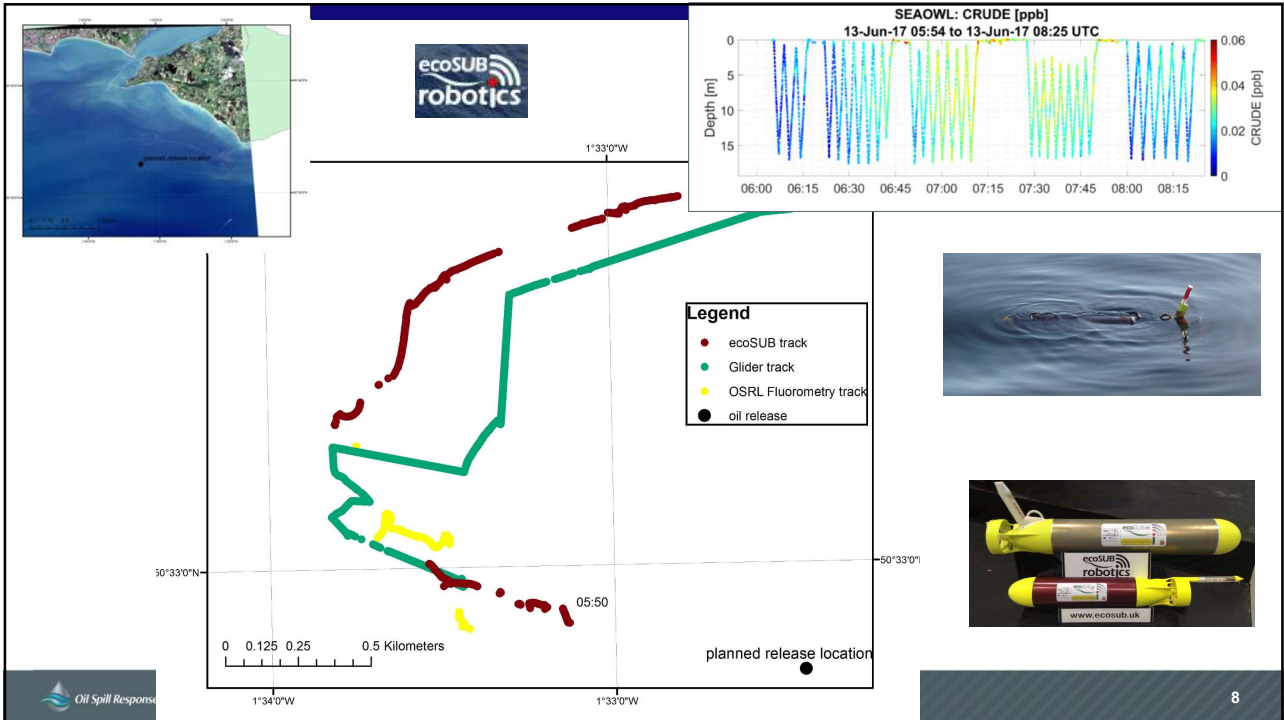 planned release location
ecoSUB
robotics
SEAOWL: CRUDE [ppb]
13-Jun-17 05:54 to 13-Jun-17 08:25 UTC
Depth [m]
0
5
10
15
06:00 06:15 06:30 06:45 07:00 07:15 07:30 07:45 08:00 08:15
0.06
0.04
0.02
0
CRUDE [ppb]
1°33'0"W
Legend
ecoSUB track
Glider track
OSRL Fluorometry track
oil release
50°33'0"N
50°33'0"N
05:50
0 0.125 0.25 0.5 Kilometers
planned release location
1°34'0"W 1°33'0"W
ecoSUB
ecoSUB
robotics
www.ecosub.uk
Oil Spill Response
8